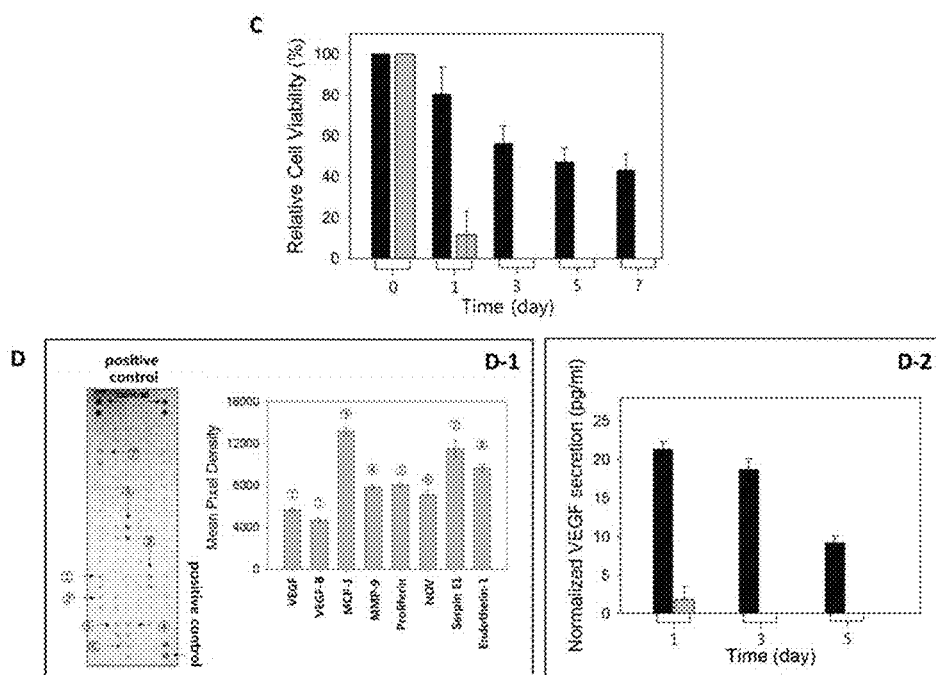 C
Relative Cell Viability (%)
100
80
60
40
20
0
0 1 3 5 7
Time (day)
D
positive
control
positive control
D-1
Mean Pixel Density
16000
12000
8000
4000
0
VEGF
VEGF-B
MCP-1
MMP-9
Proliferin
NOV
Serpin E1
Endothelin-1
D-2
Normalized VEGF secretion (pg/ml)
25
20
15
10
5
0
1 3 5
Time (day)